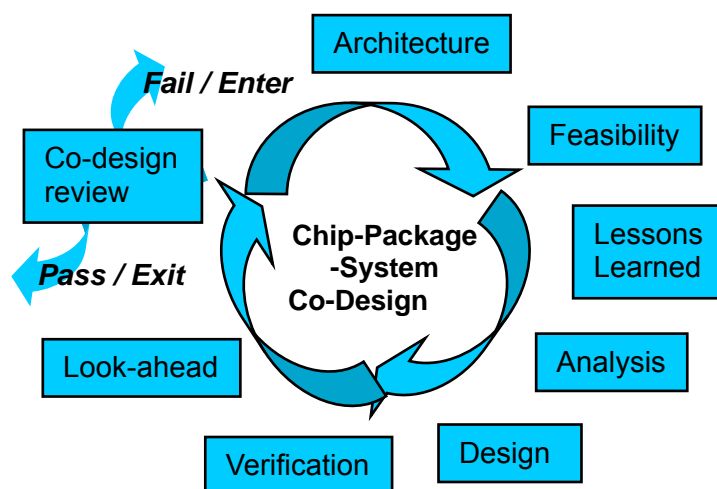 Architecture
Fail / Enter
Feasibility
Co-design
review
Lessons
Learned
Chip-Package
-System
Co-Design
Pass / Exit
Look-ahead
Analysis
Verification
Design